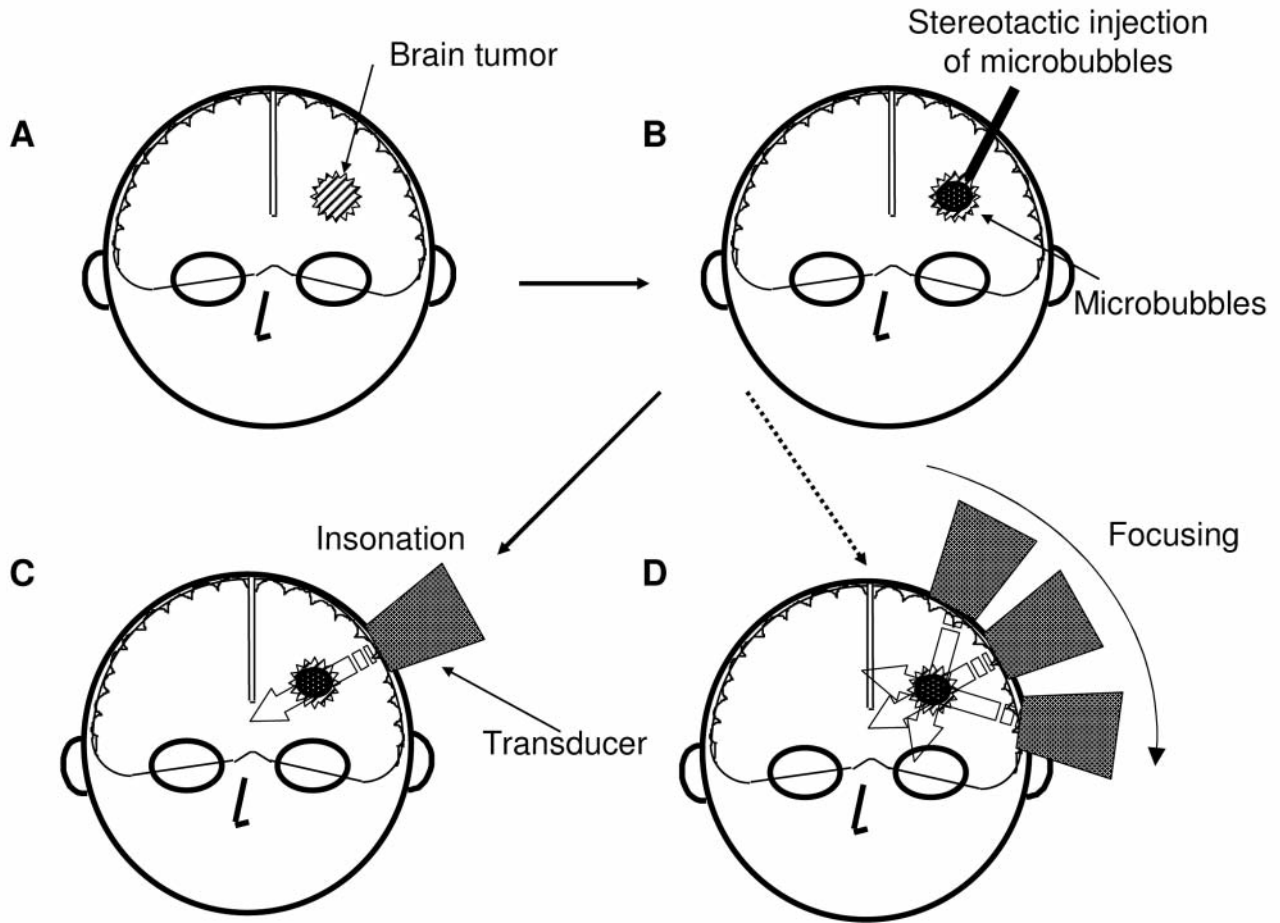 A
Brain tumor
B
Stereotactic injection
of microbubbles
Microbubbles
C
Insonation
Transducer
D
Focusing